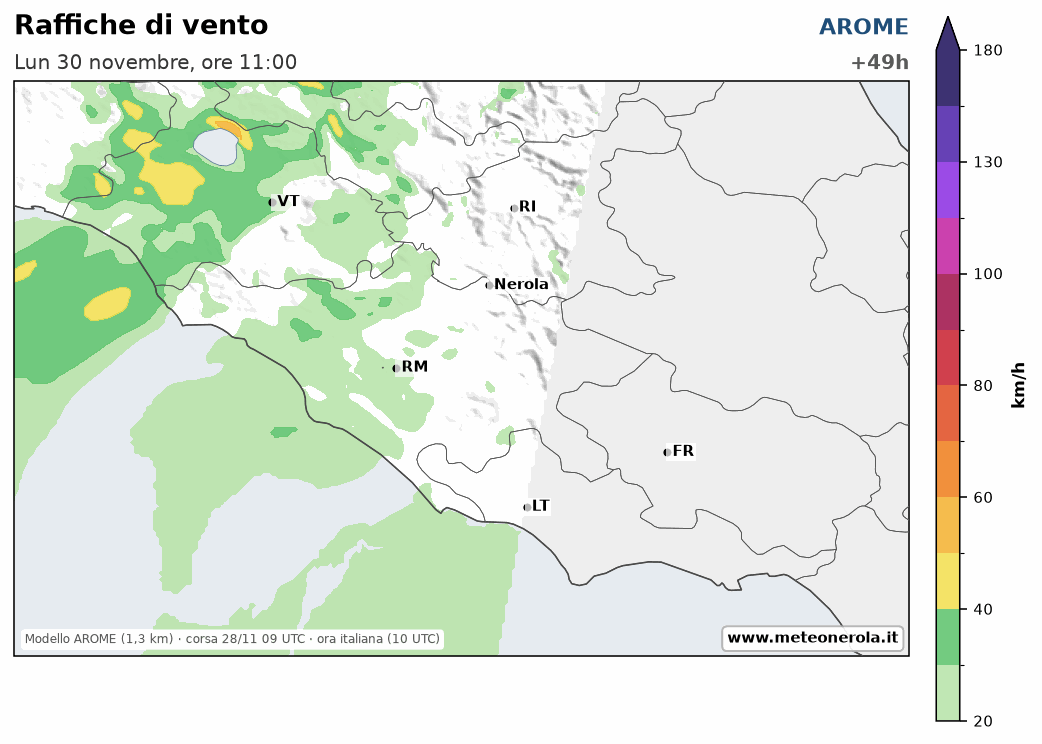 Raffiche di vento
AROME
Lun 30 novembre, ore 11:00
+49h
180
130
100
80
60
40
20
km/h
VT
RI
Nerola
RM
FR
LT
Modello AROME (1,3 km) · corsa 28/11 09 UTC · ora italiana (10 UTC)
www.meteonerola.it